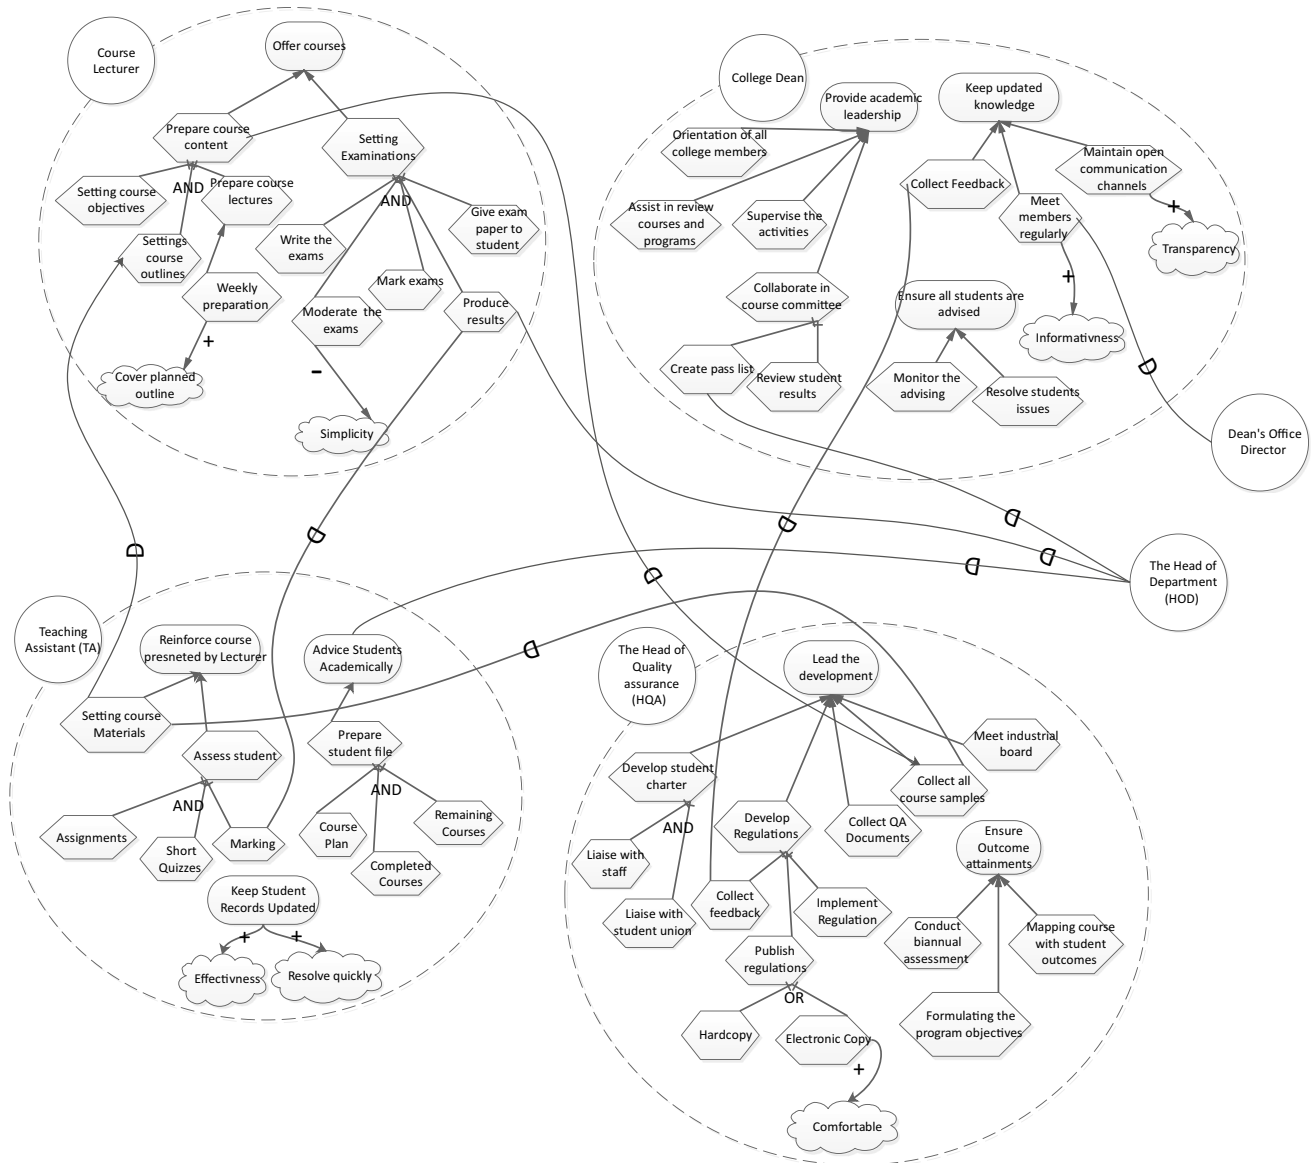 Course
Lecturer
Offer courses
Prepare course
content
Setting
Examinations
Setting course
objectives
AND
Prepare course
lectures
Settings
course
outlines
Weekly
preparation
+
Cover planned
outline
AND
Write the
exams
Give exam
paper to
student
Mark exams
Moderate the
exams
Produce
results
-
Simplicity
College Dean
Provide academic
leadership
Keep updated
knowledge
Orientation of all
college members
Assist in review
courses and
programs
Supervise the
activities
Collaborate in
course committee
Create pass list
Review student
results
Collect Feedback
Meet
members
regularly
Maintain open
communication
channels
+
Transparency
+
Informativness
Ensure all students are
advised
Monitor the
advising
Resolve students
issues
D
Dean's Office
Director
D
D
D
D
D
D
D
D
The Head of
Department
(HOD)
Teaching
Assistant (TA)
Reinforce course
presneted by Lecturer
Advice Students
Academically
Setting course
Materials
Assess student
AND
Assignments
Short
Quizzes
Marking
Prepare
student file
AND
Course
Plan
Completed
Courses
Remaining
Courses
Keep Student
Records Updated
+
+
Effectivness
Resolve quickly
The Head of
Quality
assurance
(HQA)
Lead the
development
Develop student
charter
AND
Liaise with
staff
Liaise with
student union
Develop
Regulations
Collect
feedback
Implement
Regulation
Publish
regulations
OR
Hardcopy
Electronic Copy
+
Comfortable
Collect QA
Documents
Collect all
course samples
Meet industrial
board
Ensure
Outcome
attainments
Conduct
biannual
assessment
Mapping course
with student
outcomes
Formulating the
program objectives